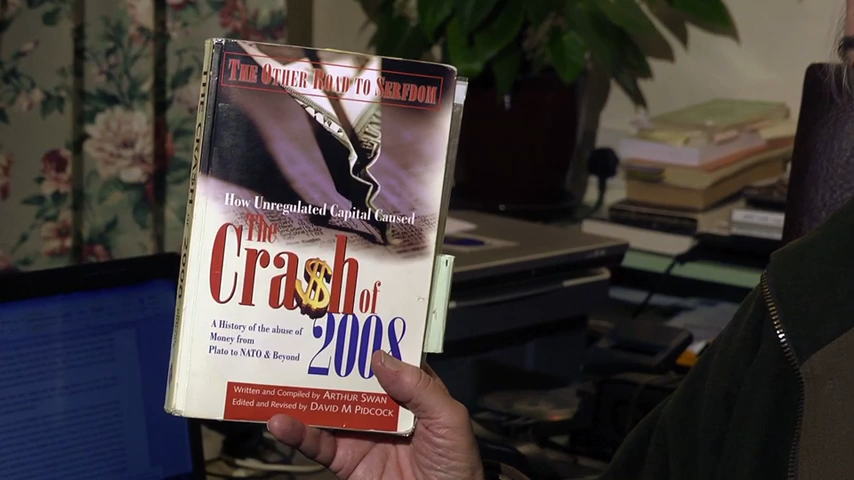 THE OTHER ROAD TO SERFDOM
How Unregulated Capital Caused
The
Cra$h of
2008
A History of the abuse of
Money from
Plato to NATO & Beyond
Written and Compiled by ARTHUR SWAN
Edited and Revised by DAVID M PIDCOCK